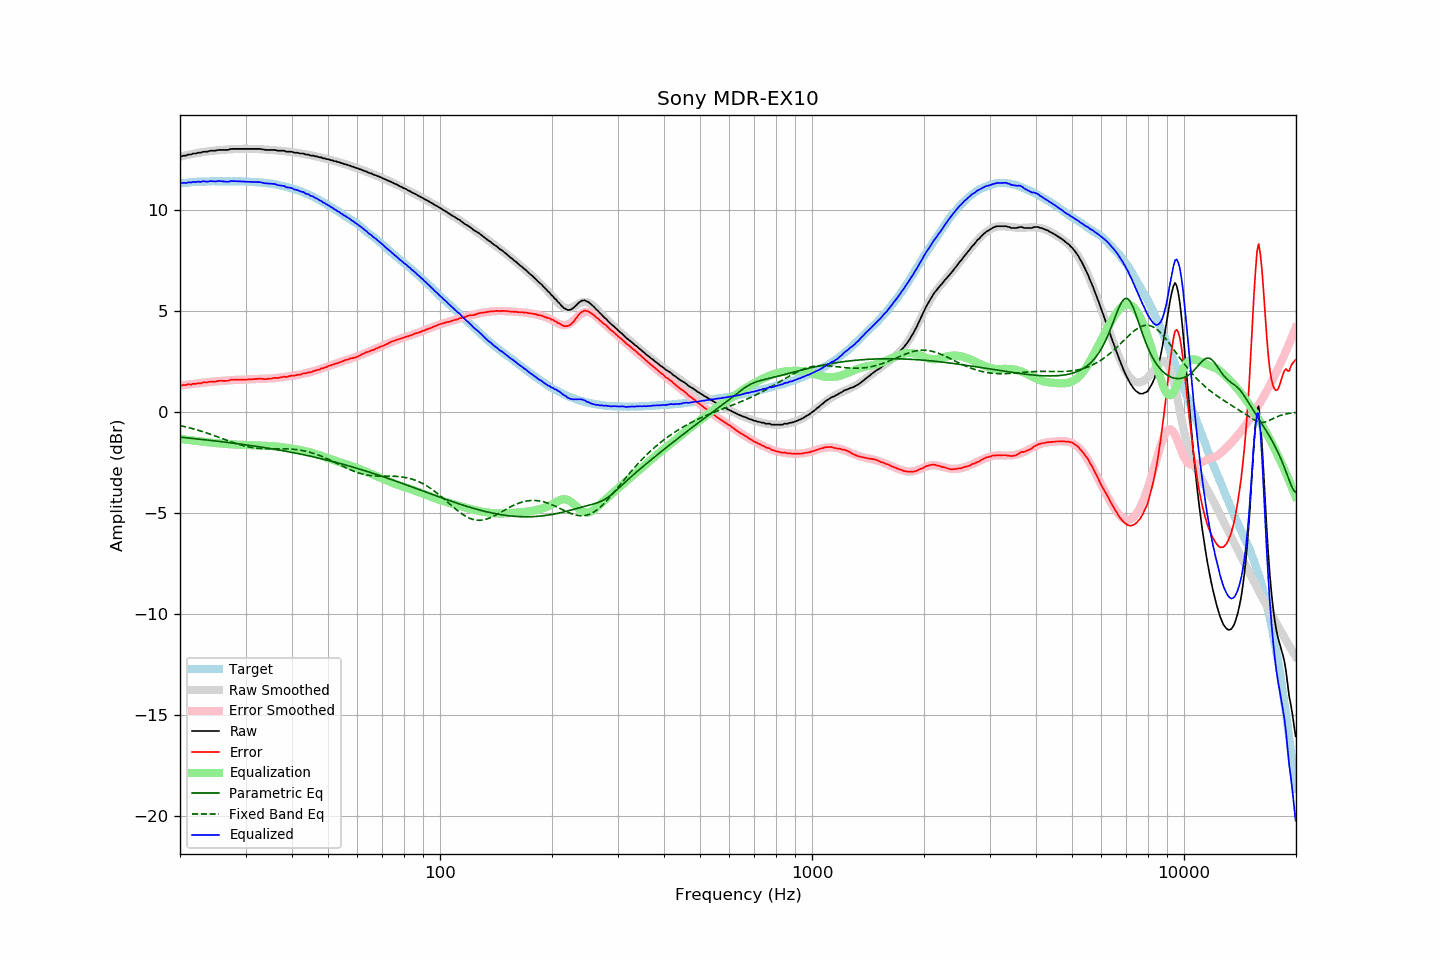 Sony MDR-EX10
Amplitude (dBr)
10
5
0
−5
−10
−15
−20
Target
Raw Smoothed
Error Smoothed
Raw
Error
Equalization
Parametric Eq
Fixed Band Eq
Equalized
100
1000
10000
Frequency (Hz)